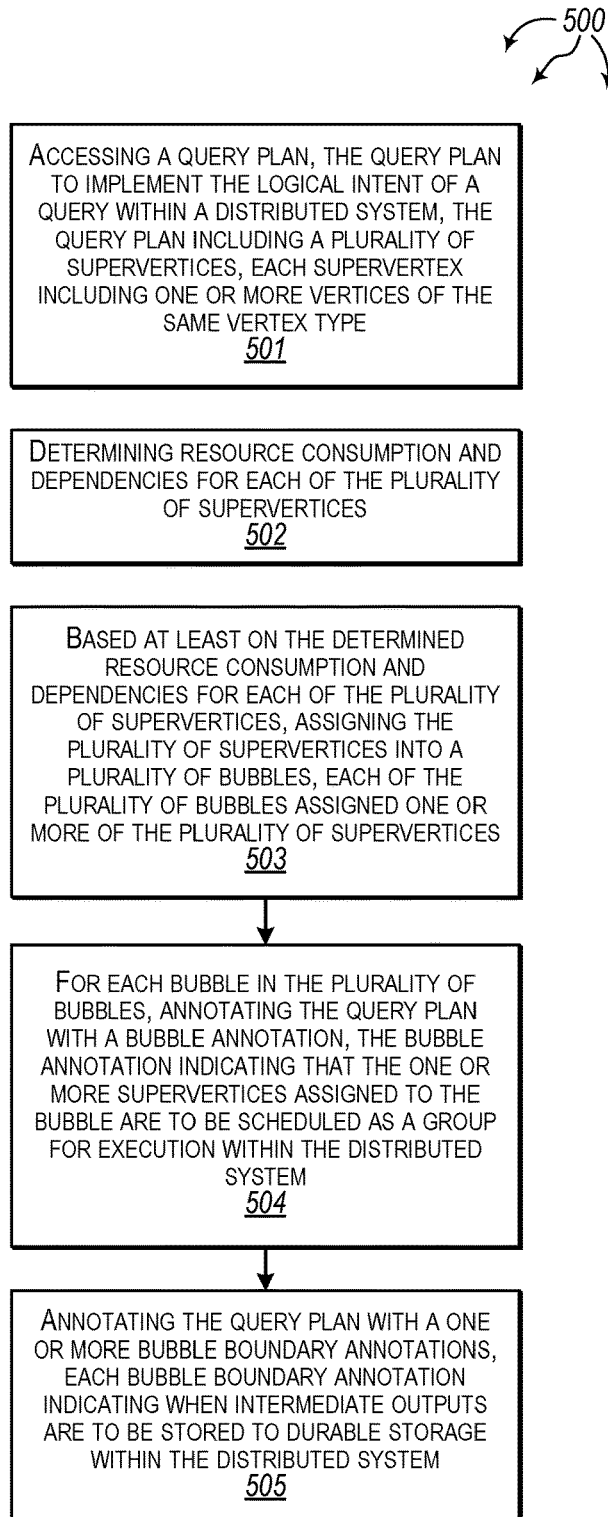 500
ACCESSING A QUERY PLAN, THE QUERY PLAN
TO IMPLEMENT THE LOGICAL INTENT OF A
QUERY WITHIN A DISTRIBUTED SYSTEM, THE
QUERY PLAN INCLUDING A PLURALITY OF
SUPERVERTICES, EACH SUPERVERTEX
INCLUDING ONE OR MORE VERTICES OF THE
SAME VERTEX TYPE
501
DETERMINING RESOURCE CONSUMPTION AND
DEPENDENCIES FOR EACH OF THE PLURALITY
OF SUPERVERTICES
502
BASED AT LEAST ON THE DETERMINED
RESOURCE CONSUMPTION AND
DEPENDENCIES FOR EACH OF THE PLURALITY
OF SUPERVERTICES, ASSIGNING THE
PLURALITY OF SUPERVERTICES INTO A
PLURALITY OF BUBBLES, EACH OF THE
PLURALITY OF BUBBLES ASSIGNED ONE OR
MORE OF THE PLURALITY OF SUPERVERTICES
503
FOR EACH BUBBLE IN THE PLURALITY OF
BUBBLES, ANNOTATING THE QUERY PLAN
WITH A BUBBLE ANNOTATION, THE BUBBLE
ANNOTATION INDICATING THAT THE ONE OR
MORE SUPERVERTICES ASSIGNED TO THE
BUBBLE ARE TO BE SCHEDULED AS A GROUP
FOR EXECUTION WITHIN THE DISTRIBUTED
SYSTEM
504
ANNOTATING THE QUERY PLAN WITH A ONE
OR MORE BUBBLE BOUNDARY ANNOTATIONS,
EACH BUBBLE BOUNDARY ANNOTATION
INDICATING WHEN INTERMEDIATE OUTPUTS
ARE TO BE STORED TO DURABLE STORAGE
WITHIN THE DISTRIBUTED SYSTEM
505